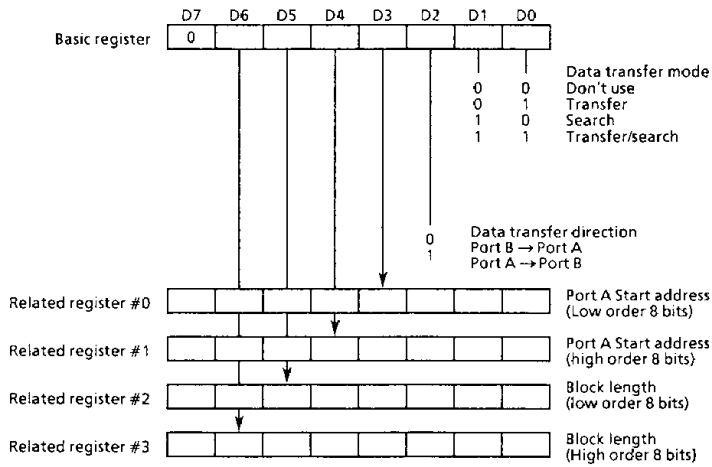 D7 D6 D5 D4 D3 D2 D1 D0
Basic register 0
Data transfer mode
0 0 Don't use
0 1 Transfer
1 0 Search
1 1 Transfer/search
Data transfer direction
0 Port B → Port A
1 Port A → Port B
Related register #0 Port A Start address
(Low order 8 bits)
Related register #1 Port A Start address
(high order 8 bits)
Related register #2 Block length
(low order 8 bits)
Related register #3 Block length
(High order 8 bits)